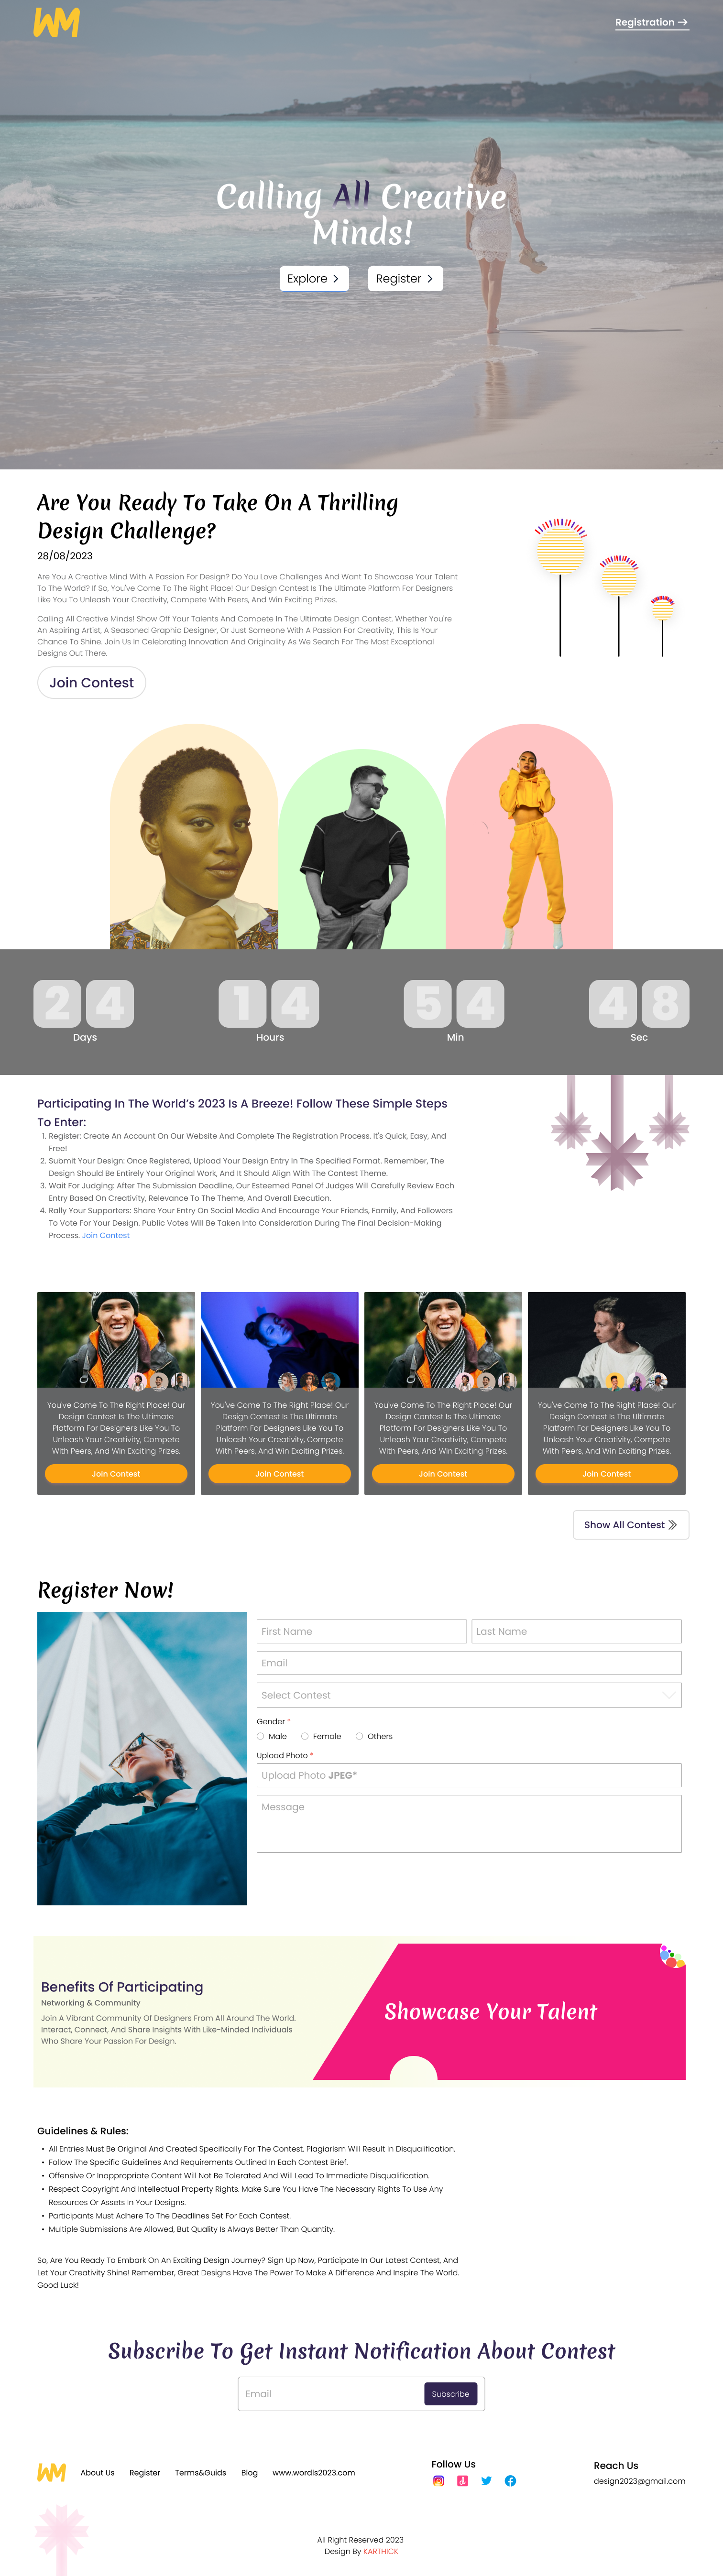 WM
Registration →
Calling All Creative
Minds!
Explore >
Register >
Are You Ready To Take On A Thrilling
Design Challenge?
28/08/2023
Are You A Creative Mind With A Passion For Design? Do You Love Challenges And Want To Showcase Your Talent
To The World? If So, You've Come To The Right Place! Our Design Contest Is The Ultimate Platform For Designers
Like You To Unleash Your Creativity, Compete With Peers, And Win Exciting Prizes.
Calling All Creative Minds! Show Off Your Talents And Compete In The Ultimate Design Contest. Whether You're
An Aspiring Artist, A Seasoned Graphic Designer, Or Just Someone With A Passion For Creativity, This Is Your
Chance To Shine. Join Us In Celebrating Innovation And Originality As We Search For The Most Exceptional
Designs Out There.
Join Contest
2 4
Days
1 4
Hours
5 4
Min
4 8
Sec
Participating In The World's 2023 Is A Breeze! Follow These Simple Steps
To Enter:
1. Register: Create An Account On Our Website And Complete The Registration Process. It's Quick, Easy, And
Free!
2. Submit Your Design: Once Registered, Upload Your Design Entry In The Specified Format. Remember, The
Design Should Be Entirely Your Original Work, And It Should Align With The Contest Theme.
3. Wait For Judging: After The Submission Deadline, Our Esteemed Panel Of Judges Will Carefully Review Each
Entry Based On Creativity, Relevance To The Theme, And Overall Execution.
4. Rally Your Supporters: Share Your Entry On Social Media And Encourage Your Friends, Family, And Followers
To Vote For Your Design. Public Votes Will Be Taken Into Consideration During The Final Decision-Making
Process. Join Contest
You've Come To The Right Place! Our
Design Contest Is The Ultimate
Platform For Designers Like You To
Unleash Your Creativity, Compete
With Peers, And Win Exciting Prizes.
Join Contest
You've Come To The Right Place! Our
Design Contest Is The Ultimate
Platform For Designers Like You To
Unleash Your Creativity, Compete
With Peers, And Win Exciting Prizes.
Join Contest
You've Come To The Right Place! Our
Design Contest Is The Ultimate
Platform For Designers Like You To
Unleash Your Creativity, Compete
With Peers, And Win Exciting Prizes.
Join Contest
You've Come To The Right Place! Our
Design Contest Is The Ultimate
Platform For Designers Like You To
Unleash Your Creativity, Compete
With Peers, And Win Exciting Prizes.
Join Contest
Show All Contest
Register Now!
First Name
Last Name
Email
Select Contest
Gender *
Male
Female
Others
Upload Photo *
Upload Photo JPEG*
Message
Benefits Of Participating
Networking & Community
Join A Vibrant Community Of Designers From All Around The World.
Interact, Connect, And Share Insights With Like-Minded Individuals
Who Share Your Passion For Design.
Showcase Your Talent
Guidelines & Rules:
• All Entries Must Be Original And Created Specifically For The Contest. Plagiarism Will Result In Disqualification.
• Follow The Specific Guidelines And Requirements Outlined In Each Contest Brief.
• Offensive Or Inappropriate Content Will Not Be Tolerated And Will Lead To Immediate Disqualification.
• Respect Copyright And Intellectual Property Rights. Make Sure You Have The Necessary Rights To Use Any
Resources Or Assets In Your Designs.
• Participants Must Adhere To The Deadlines Set For Each Contest.
• Multiple Submissions Are Allowed, But Quality Is Always Better Than Quantity.
So, Are You Ready To Embark On An Exciting Design Journey? Sign Up Now, Participate In Our Latest Contest, And
Let Your Creativity Shine! Remember, Great Designs Have The Power To Make A Difference And Inspire The World.
Good Luck!
Subscribe To Get Instant Notification About Contest
Email
Subscribe
WM
About Us
Register
Terms&Guids
Blog
www.wordls2023.com
Follow Us
Reach Us
design2023@gmail.com
All Right Reserved 2023
Design By KARTHICK